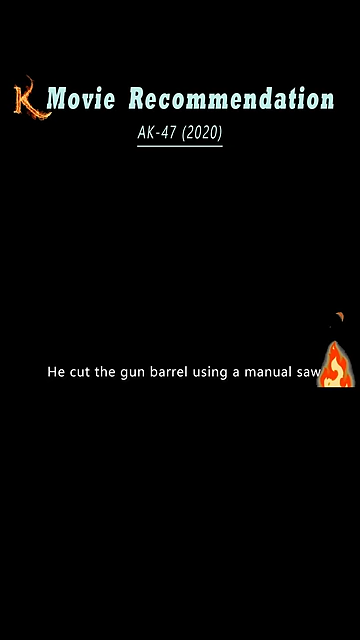 K Movie Recommendation
AK-47 (2020)
He cut the gun barrel using a manual saw